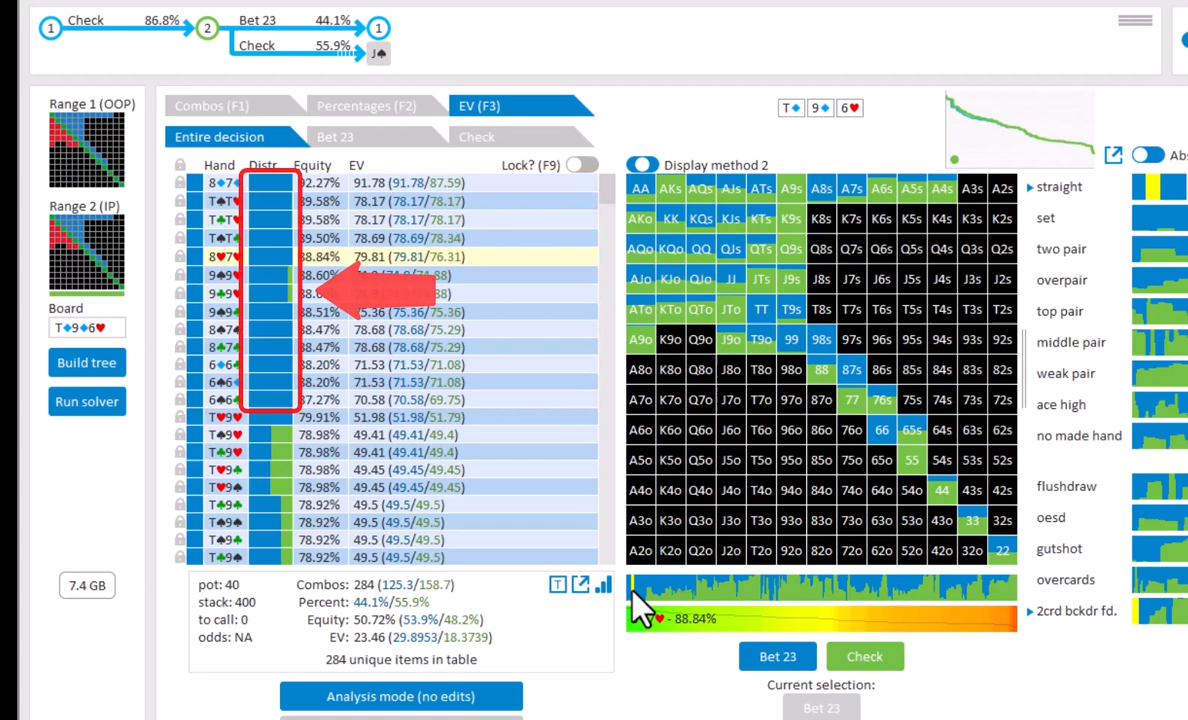 1 Check 86.8% 2 Bet 23 44.1% 1
Check 55.9% J♠
Range 1 (OOP)
Range 2 (IP)
Board
T♦9♦6♥
Build tree
Run solver
7.4 GB
Combos (F1) Percentages (F2) EV (F3)
Entire decision Bet 23 Check
Hand Distr. Equity EV Lock? (F9)
8♦7♦ 92.27% 91.78 (91.78/87.59)
T♠T♥ 89.58% 78.17 (78.17/78.17)
T♣T♥ 89.58% 78.17 (78.17/78.17)
T♠T♣ 89.50% 78.69 (78.69/78.34)
8♥7♥ 88.84% 79.81 (79.81/76.31)
9♠9♥ 88.60%
9♣9♥
9♠9♣ 88.51% 75.36 (75.36/75.36)
8♠7♠ 88.47% 78.68 (78.68/75.29)
8♣7♣ 88.47% 78.68 (78.68/75.29)
6♦6♣ 88.20% 71.53 (71.53/71.08)
6♠6♦ 88.20% 71.53 (71.53/71.08)
6♠6♣ 87.27% 70.58 (70.58/69.75)
T♥9♥ 79.91% 51.98 (51.98/51.79)
T♠9♥ 78.98% 49.41 (49.41/49.4)
T♣9♥ 78.98% 49.41 (49.41/49.4)
T♥9♣ 78.98% 49.45 (49.45/49.45)
T♥9♠ 78.98% 49.45 (49.45/49.45)
T♣9♣ 78.92% 49.5 (49.5/49.5)
T♠9♠ 78.92% 49.5 (49.5/49.5)
T♠9♣ 78.92% 49.5 (49.5/49.5)
T♣9♠ 78.92% 49.5 (49.5/49.5)
pot: 40 Combos: 284 (125.3/158.7)
stack: 400 Percent: 44.1%/55.9%
to call: 0 Equity: 50.72% (53.9%/48.2%)
odds: NA EV: 23.46 (29.8953/18.3739)
284 unique items in table
Analysis mode (no edits)
T♦ 9♦ 6♥
Display method 2
AA AKs AQs AJs ATs A9s A8s A7s A6s A5s A4s A3s A2s
AKo KK KQs KJs KTs K9s K8s K7s K6s K5s K4s K3s K2s
AQo KQo QQ QJs QTs Q9s Q8s Q7s Q6s Q5s Q4s Q3s Q2s
AJo KJo QJo JJ JTs J9s J8s J7s J6s J5s J4s J3s J2s
ATo KTo QTo JTo TT T9s T8s T7s T6s T5s T4s T3s T2s
A9o K9o Q9o J9o T9o 99 98s 97s 96s 95s 94s 93s 92s
A8o K8o Q8o J8o T8o 98o 88 87s 86s 85s 84s 83s 82s
A7o K7o Q7o J7o T7o 97o 87o 77 76s 75s 74s 73s 72s
A6o K6o Q6o J6o T6o 96o 86o 76o 66 65s 64s 63s 62s
A5o K5o Q5o J5o T5o 95o 85o 75o 65o 55 54s 53s 52s
A4o K4o Q4o J4o T4o 94o 84o 74o 64o 54o 44 43s 42s
A3o K3o Q3o J3o T3o 93o 83o 73o 63o 53o 43o 33 32s
A2o K2o Q2o J2o T2o 92o 82o 72o 62o 52o 42o 32o 22
♥ - 88.84%
Bet 23 Check
Current selection:
Bet 23
straight
set
two pair
overpair
top pair
middle pair
weak pair
ace high
no made hand
flushdraw
oesd
gutshot
overcards
2crd bckdr fd.